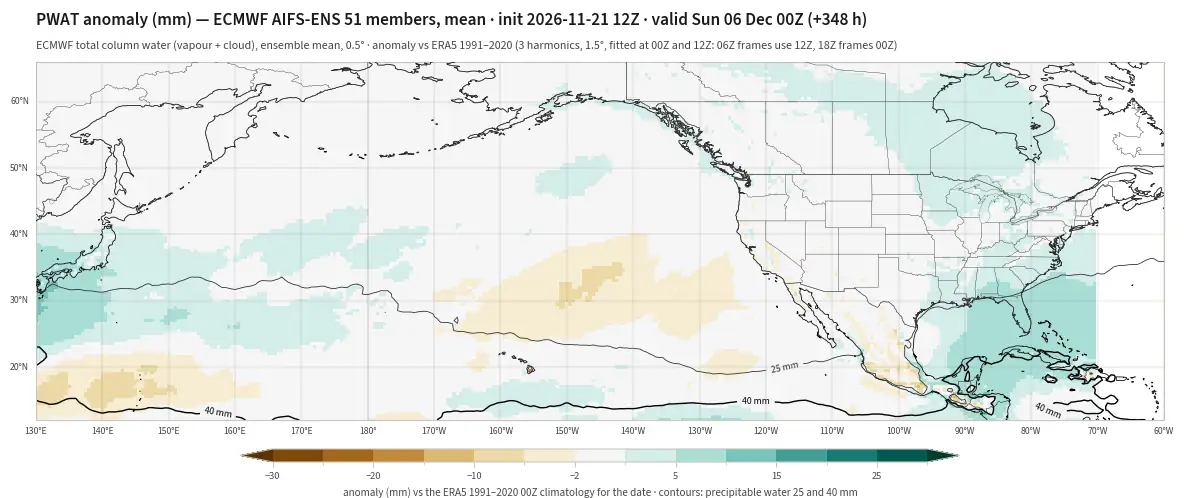 PWAT anomaly (mm) — ECMWF AIFS-ENS 51 members, mean · init 2026-11-21 12Z · valid Sun 06 Dec 00Z (+348 h)
ECMWF total column water (vapour + cloud), ensemble mean, 0.5° · anomaly vs ERA5 1991–2020 (3 harmonics, 1.5°, fitted at 00Z and 12Z: 06Z frames use 12Z, 18Z frames 00Z)
60°N
50°N
40°N
30°N
20°N
25 mm
40 mm
40 mm
40 mm
130°E 140°E 150°E 160°E 170°E 180° 170°W 160°W 150°W 140°W 130°W 120°W 110°W 100°W 90°W 80°W 70°W 60°W
−30 −20 −10 −2 5 15 25
anomaly (mm) vs the ERA5 1991–2020 00Z climatology for the date · contours: precipitable water 25 and 40 mm